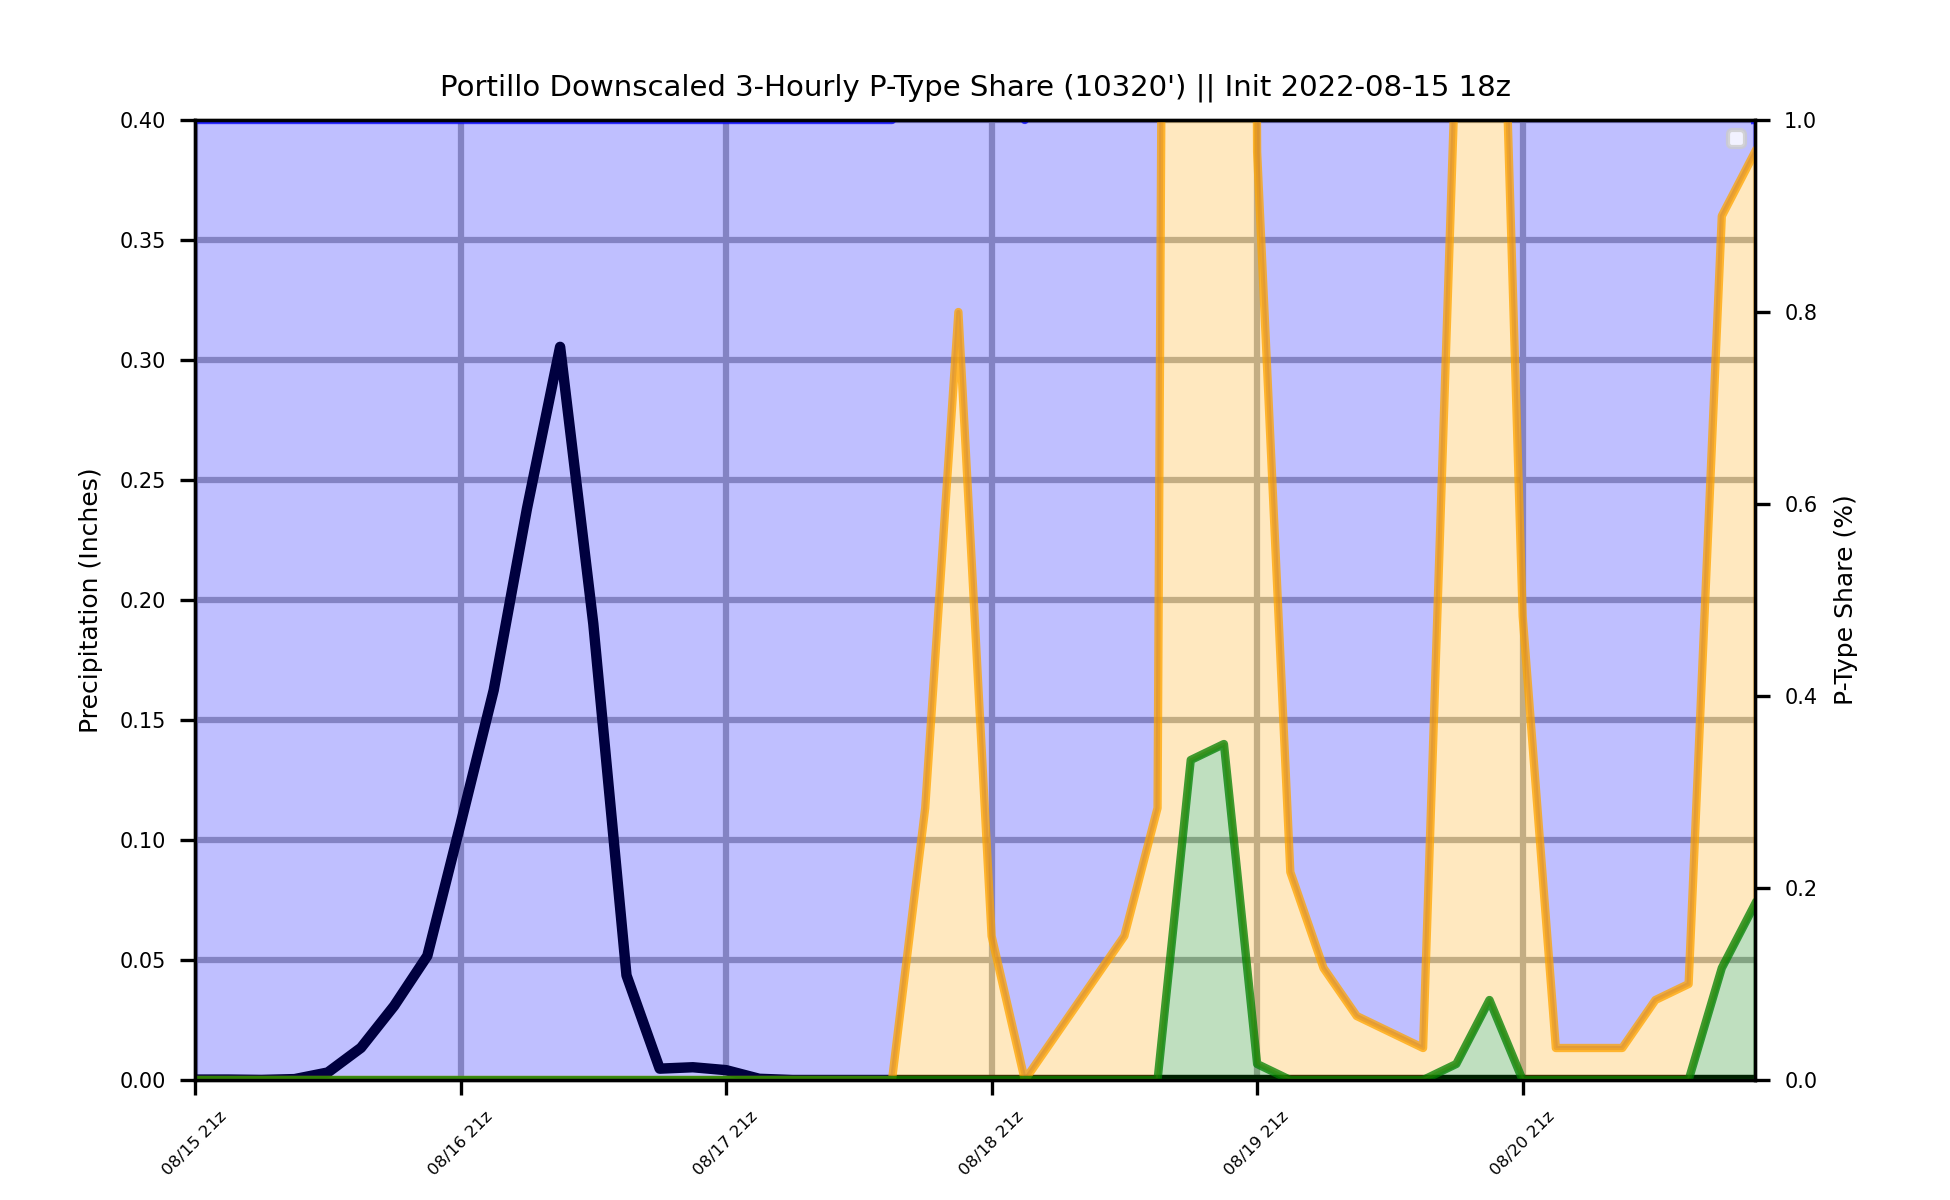 Portillo Downscaled 3-Hourly P-Type Share (10320') || Init 2022-08-15 18z
0.40
0.35
0.30
0.25
0.20
0.15
0.10
0.05
0.00
Precipitation (Inches)
1.0
0.8
0.6
0.4
0.2
0.0
P-Type Share (%)
08/15 21z
08/16 21z
08/17 21z
08/18 21z
08/19 21z
08/20 21z